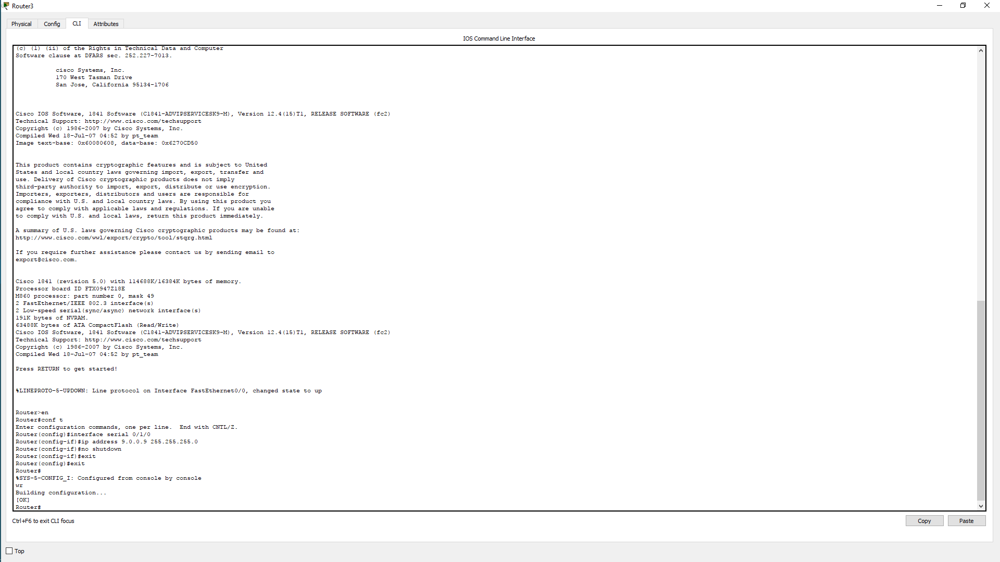 Router3
Physical
Config
CLI
Attributes
IOS Command Line Interface
(c) (1) (ii) of the Rights in Technical Data and Computer
Software clause at DFARS sec. 252.227-7013.
cisco Systems, Inc.
170 West Tasman Drive
San Jose, California 95134-1706
Cisco IOS Software, 1841 Software (C1841-ADVIPSERVICESK9-M), Version 12.4(15)T1, RELEASE SOFTWARE (fc2)
Technical Support: http://www.cisco.com/techsupport
Copyright (c) 1986-2007 by Cisco Systems, Inc.
Compiled Wed 18-Jul-07 04:52 by pt_team
Image text-base: 0x60080608, data-base: 0x6270CD50
This product contains cryptographic features and is subject to United
States and local country laws governing import, export, transfer and
use. Delivery of Cisco cryptographic products does not imply
third-party authority to import, export, distribute or use encryption.
Importers, exporters, distributors and users are responsible for
compliance with U.S. and local country laws. By using this product you
agree to comply with applicable laws and regulations. If you are unable
to comply with U.S. and local laws, return this product immediately.
A summary of U.S. laws governing Cisco cryptographic products may be found at:
http://www.cisco.com/wwl/export/crypto/tool/stqrg.html
If you require further assistance please contact us by sending email to
export@cisco.com.
Cisco 1841 (revision 5.0) with 114688K/16384K bytes of memory.
Processor board ID FTX0947Z18E
M860 processor: part number 0, mask 49
2 FastEthernet/IEEE 802.3 interface(s)
2 Low-speed serial(sync/async) network interface(s)
191K bytes of NVRAM.
63488K bytes of ATA CompactFlash (Read/Write)
Cisco IOS Software, 1841 Software (C1841-ADVIPSERVICESK9-M), Version 12.4(15)T1, RELEASE SOFTWARE (fc2)
Technical Support: http://www.cisco.com/techsupport
Copyright (c) 1986-2007 by Cisco Systems, Inc.
Compiled Wed 18-Jul-07 04:52 by pt_team
Press RETURN to get started!
%LINEPROTO-5-UPDOWN: Line protocol on Interface FastEthernet0/0, changed state to up
Router>en
Router#conf t
Enter configuration commands, one per line.  End with CNTL/Z.
Router(config)#interface serial 0/1/0
Router(config-if)#ip address 9.0.0.9 255.255.255.0
Router(config-if)#no shutdown
Router(config-if)#exit
Router(config)#exit
Router#
%SYS-5-CONFIG_I: Configured from console by console
wr
Building configuration...
[OK]
Router#
Ctrl+F6 to exit CLI focus
Copy
Paste
Top